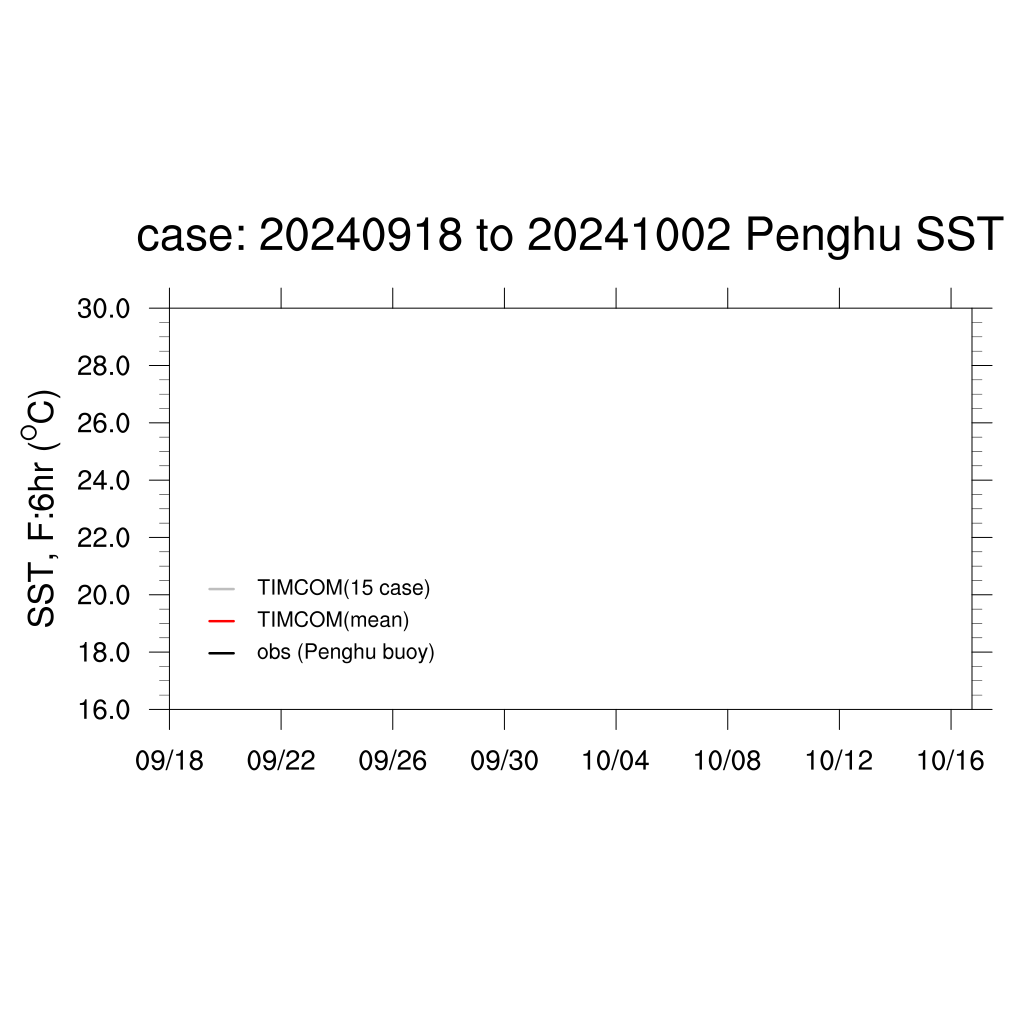 case: 20240918 to 20241002 Penghu SST
SST, F:6hr (°C)
30.0
28.0
26.0
24.0
22.0
20.0
18.0
16.0
TIMCOM(15 case)
TIMCOM(mean)
obs (Penghu buoy)
09/18 09/22 09/26 09/30 10/04 10/08 10/12 10/16